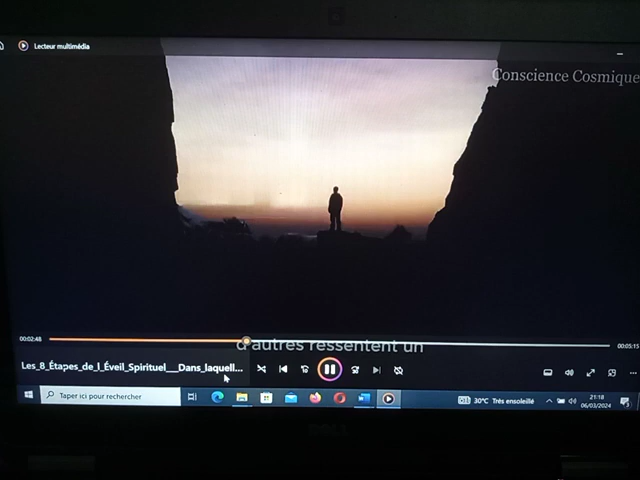 Lecteur multimédia
Conscience Cosmique
d'autres ressentent un
00:02:48
00:05:15
Les_8_Étapes_de_l_Éveil_Spirituel__Dans_laquell...
Taper ici pour rechercher
30°C Très ensoleillé
21:18
06/03/2024
DELL